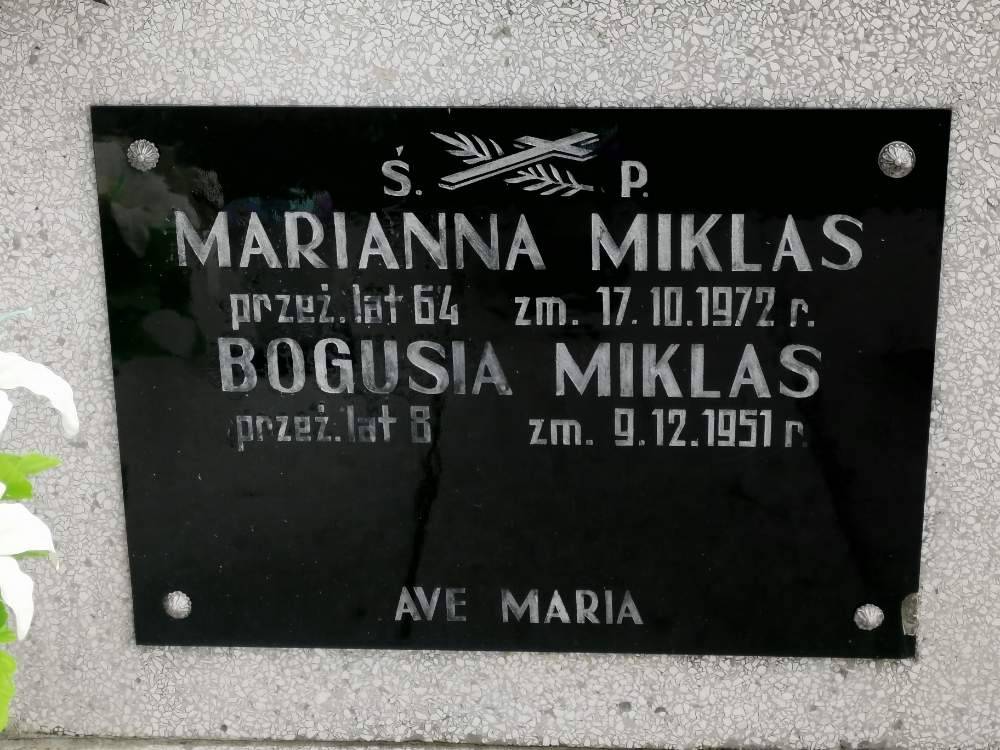 Ś. P.
MARIANNA MIKLAS
przeż. lat 64 zm. 17.10.1972 r.
BOGUSIA MIKLAS
przeż. lat 8 zm. 9.12.1951 r.
AVE MARIA